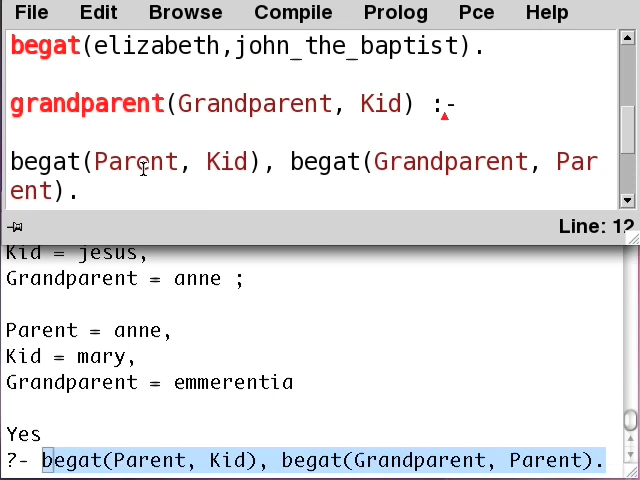 File Edit Browse Compile Prolog Pce Help
begat(elizabeth,john_the_baptist).
grandparent(Grandparent, Kid) :-
begat(Parent, Kid), begat(Grandparent, Par
ent).
Line: 12
Kid = jesus,
Grandparent = anne ;
Parent = anne,
Kid = mary,
Grandparent = emmerentia
Yes
?- begat(Parent, Kid), begat(Grandparent, Parent).